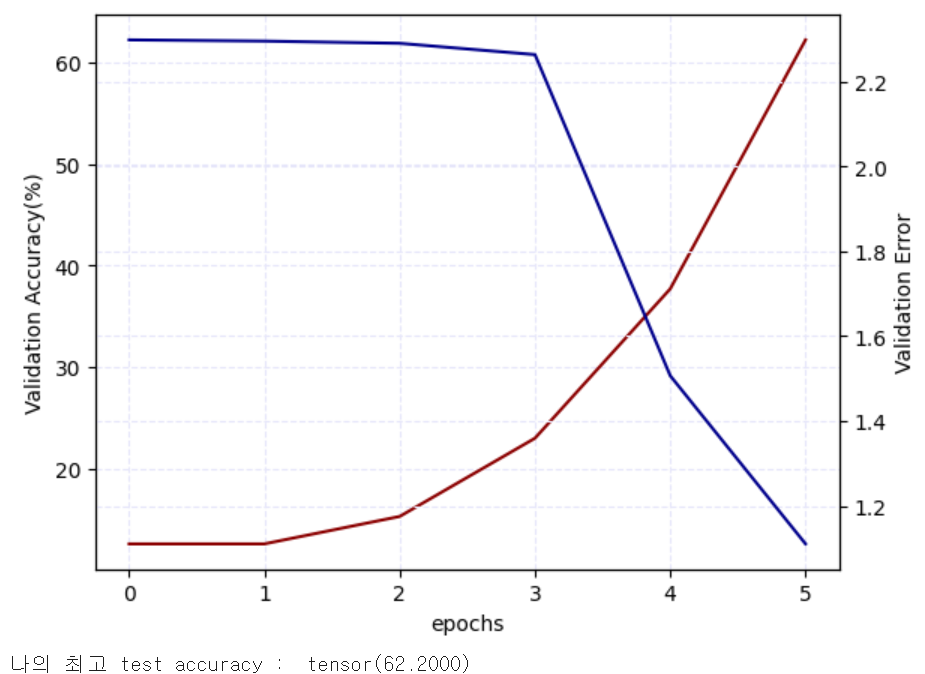 60
50
40
30
20
Validation Accuracy(%)
2.2
2.0
1.8
1.6
1.4
1.2
Validation Error
0 1 2 3 4 5
epochs
나의 최고 test accuracy :  tensor(62.2000)